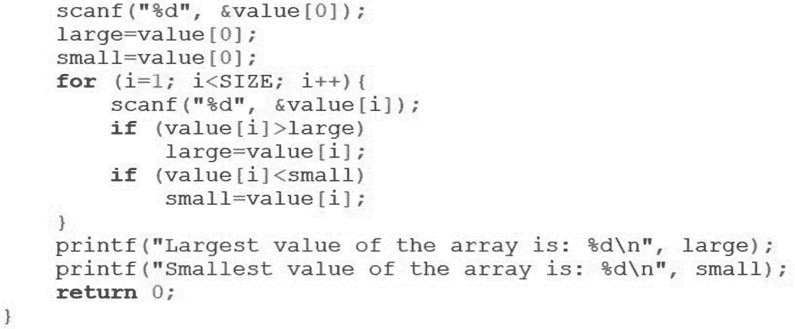 scanf("%d", &value[0]);
large=value[0];
small=value[0];
for (i=1; i<SIZE; i++){
scanf("%d", &value[i]);
if (value[i]>large)
large=value[i];
if (value[i]<small)
small=value[i];
}
printf("Largest value of the array is: %d\n", large);
printf("Smallest value of the array is: %d\n", small);
return 0;
}